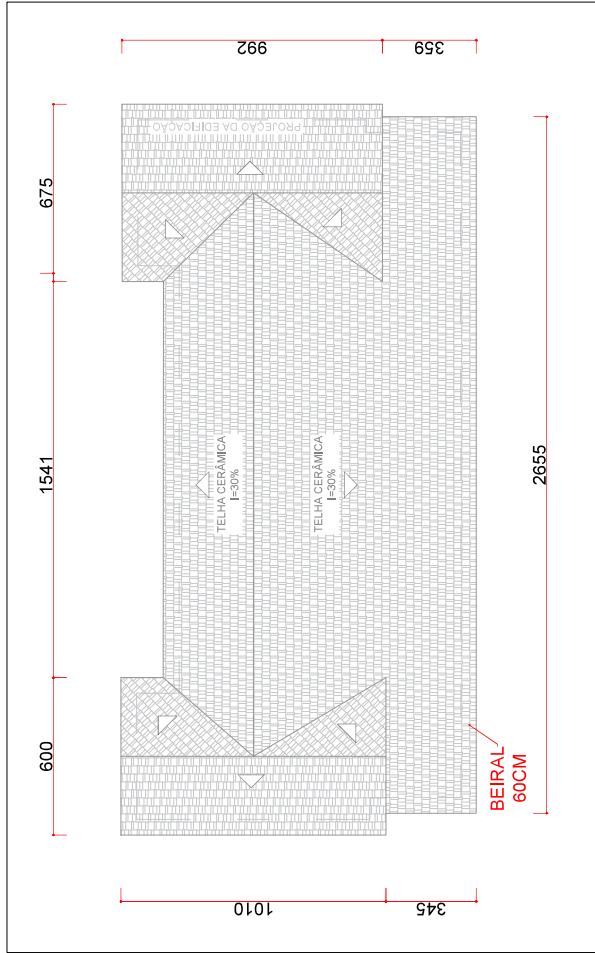 992
359
675
1541
600
PROJEÇÃO DA EDIFICAÇÃO
TELHA CERÂMICA
I=30%
TELHA CERÂMICA
I=30%
2655
BEIRAL
60CM
1010
345